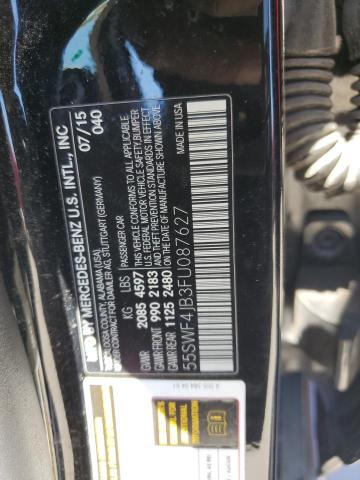 MFD BY MERCEDES-BENZ U.S. INTL., INC 07/15
TUSCALOOSA COUNTY, ALABAMA (USA) 040
FOR DAIMLER AG, STUTTGART (GERMANY)
PASSENGER CAR
KG LBS
GVWR 2085 4597
GAWR FRONT 990 2183
GAWR REAR 1125 2480
THIS VEHICLE CONFORMS TO ALL APPLICABLE
U.S. FEDERAL MOTOR VEHICLE SAFETY, BUMPER
AND THEFT PREVENTION STANDARDS IN EFFECT
ON THE DATE OF MANUFACTURE SHOWN ABOVE.
55SWF4JB3FU087627
MADE IN USA